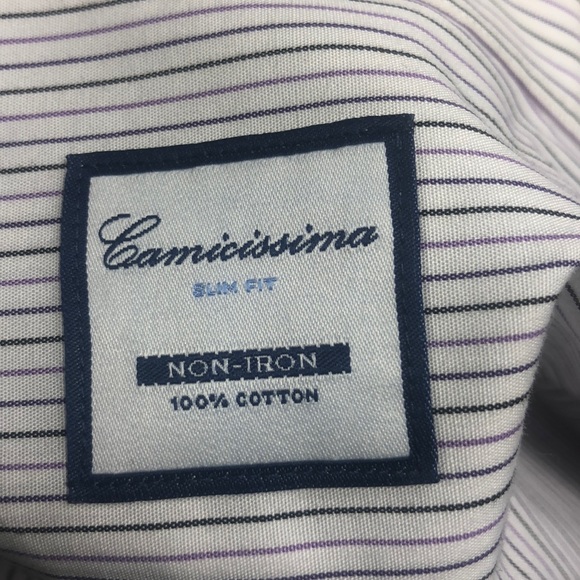 Camicissima
SLIM FIT
NON-IRON
100% COTTON